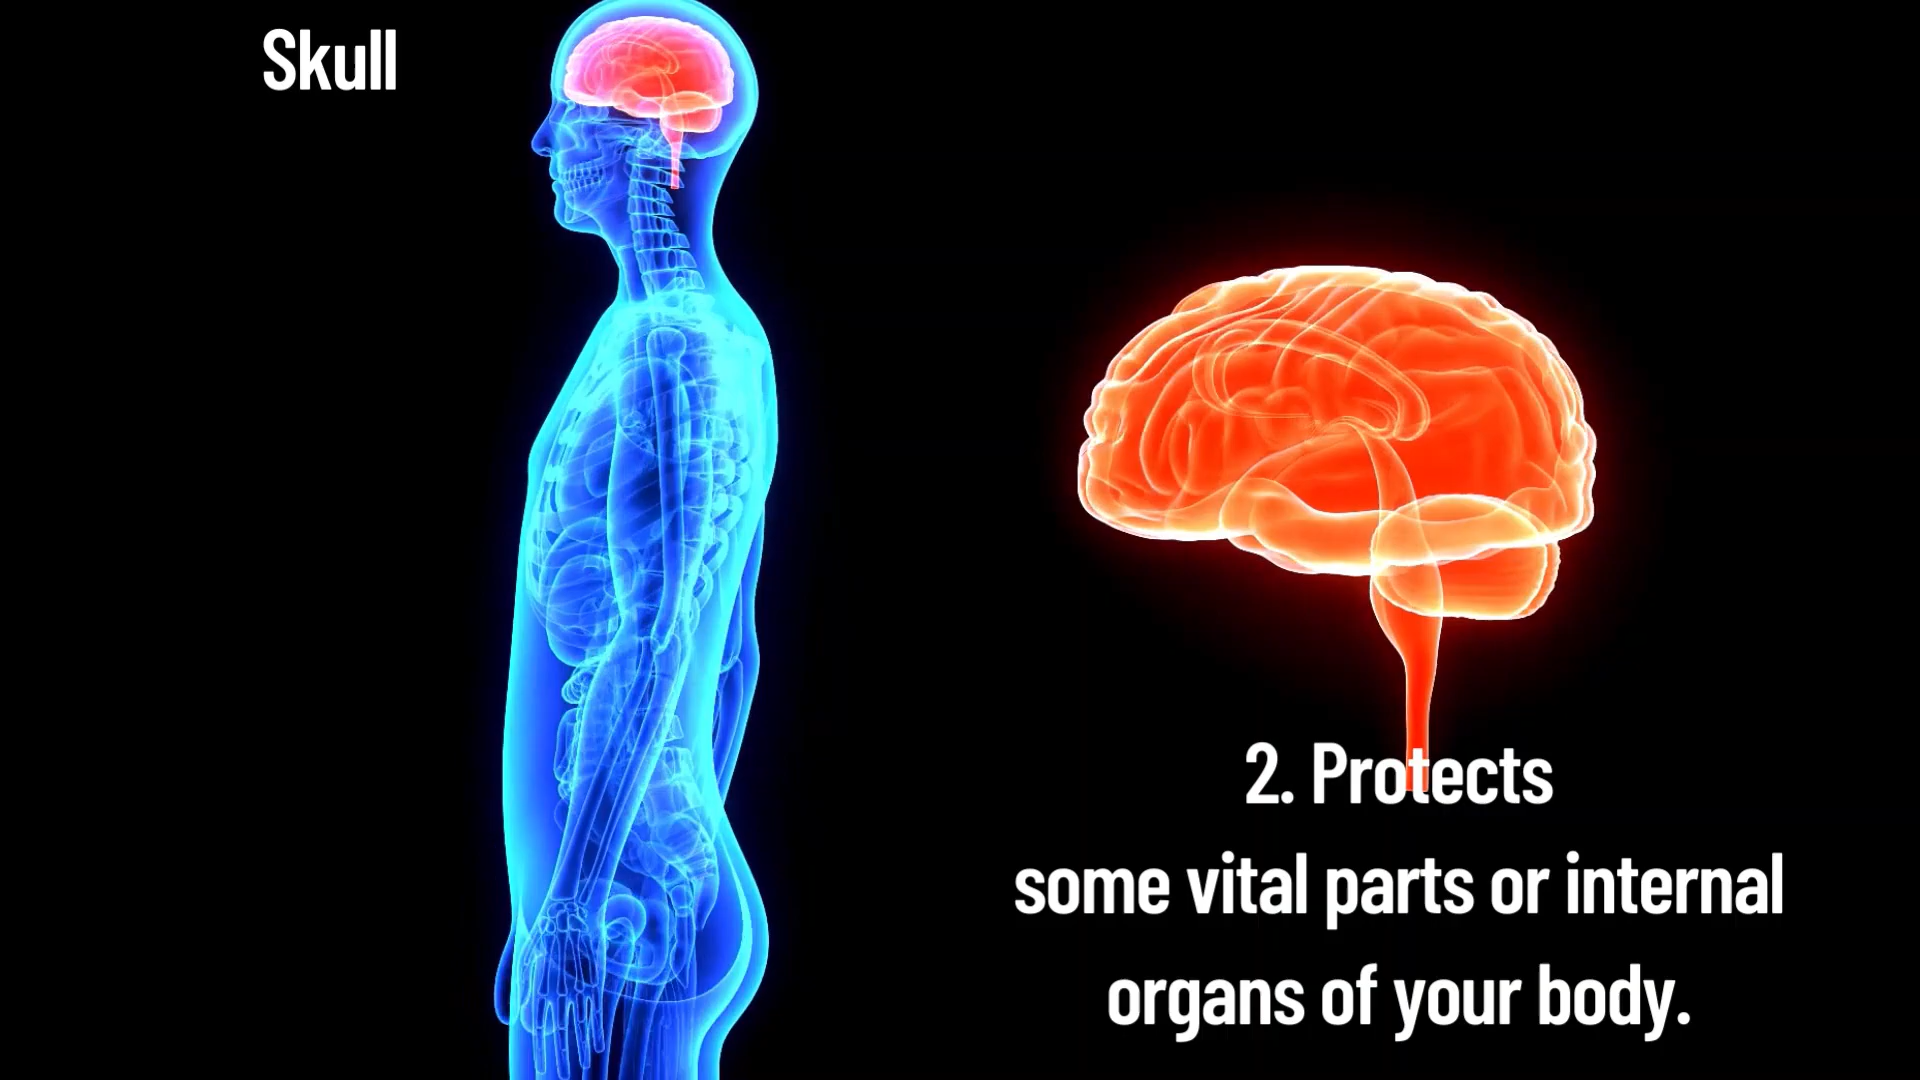 Skull
2. Protects
some vital parts or internal
organs of your body.